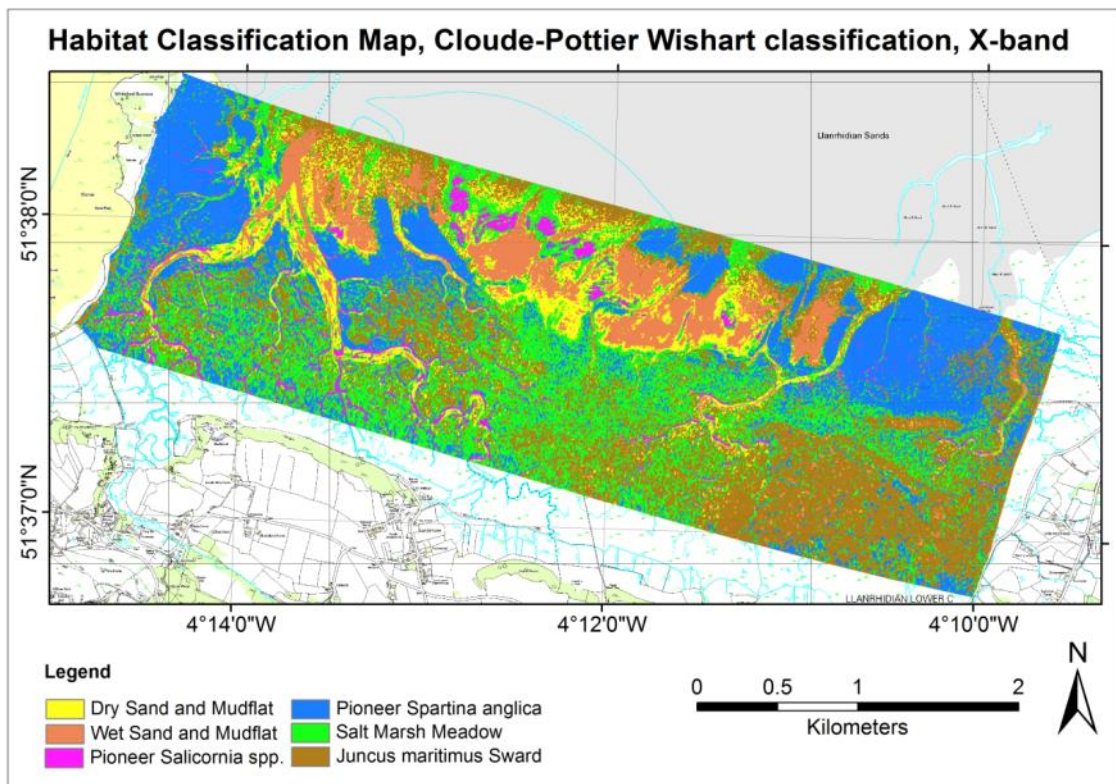 Habitat Classification Map, Cloude-Pottier Wishart classification, X-band
Llanrhidian Sands
51°38'0"N
51°37'0"N
LLANRHIDIAN LOWER C
4°14'0"W
4°12'0"W
4°10'0"W
Legend
Dry Sand and Mudflat
Wet Sand and Mudflat
Pioneer Salicornia spp.
Pioneer Spartina anglica
Salt Marsh Meadow
Juncus maritimus Sward
0 0.5 1 2
Kilometers
N